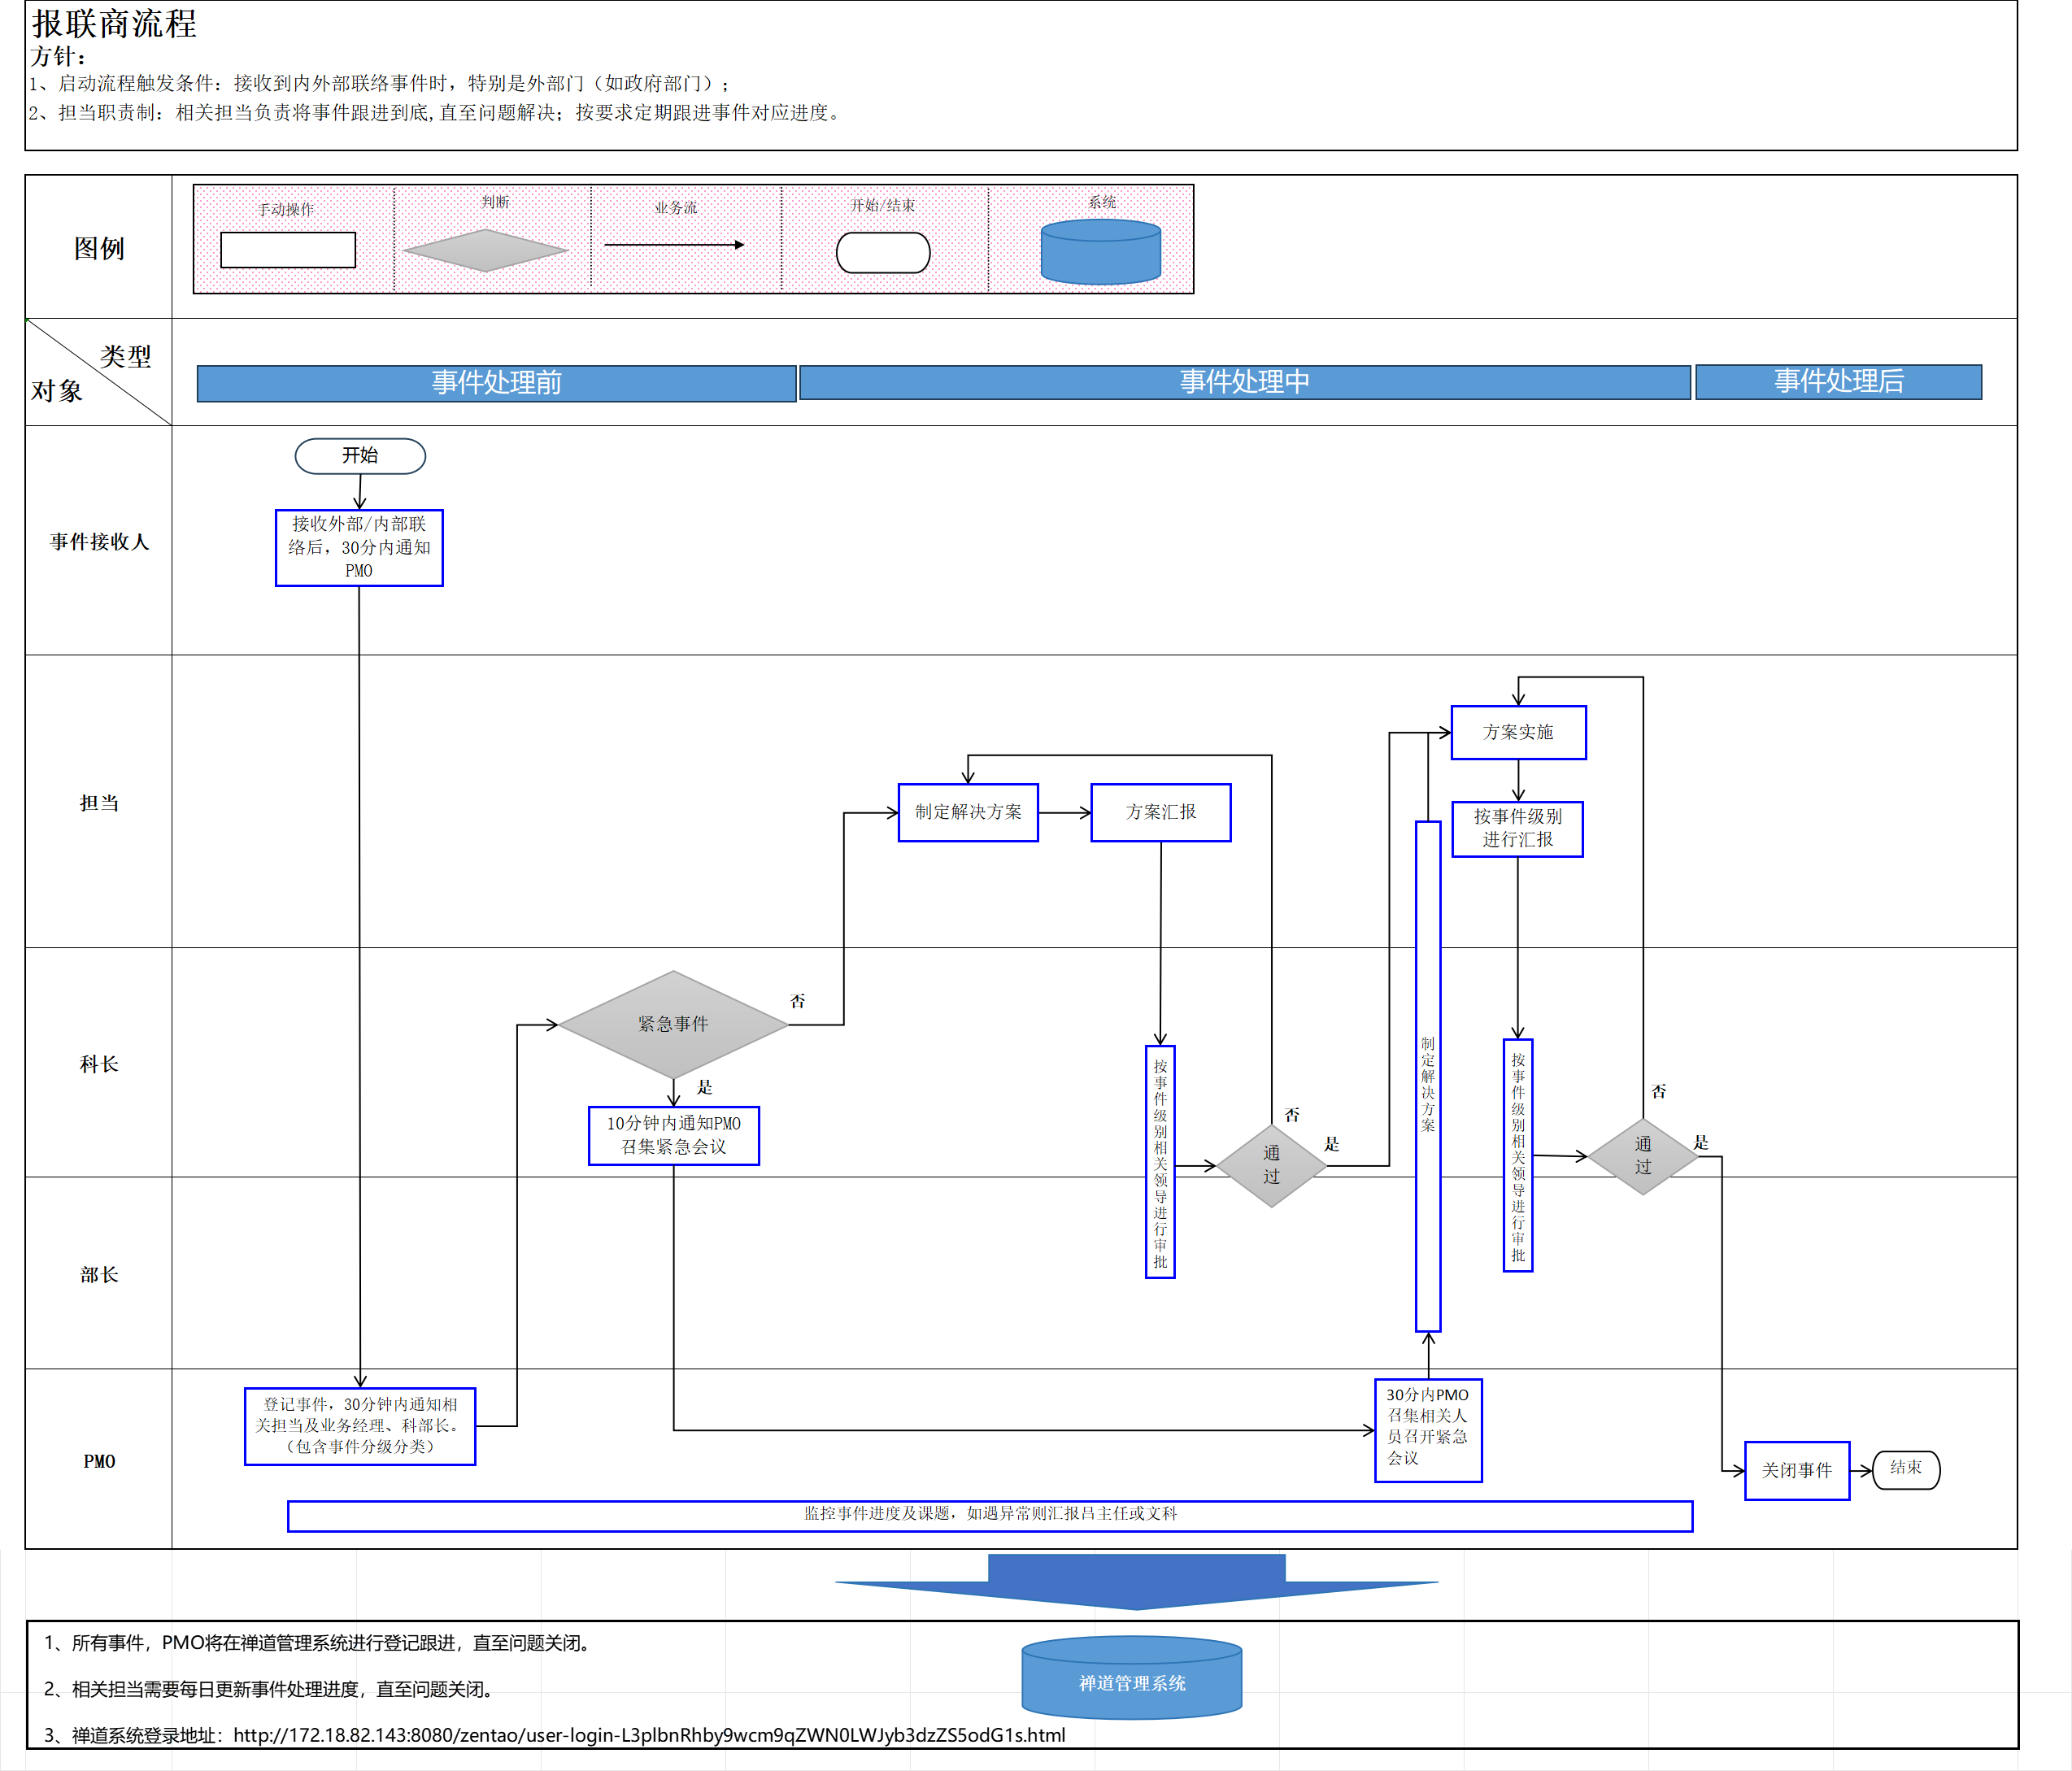 报联商流程
方针：
1、启动流程触发条件：接收到内外部联络事件时，特别是外部门（如政府部门）；
2、担当职责制：相关担当负责将事件跟进到底,直至问题解决；按要求定期跟进事件对应进度。
图例
手动操作
判断
业务流
开始/结束
系统
类型
对象
事件处理前
事件处理中
事件处理后
事件接收人
开始
接收外部/内部联
络后，30分内通知
PMO
担当
制定解决方案
方案汇报
方案实施
按事件级别
进行汇报
科长
紧急事件
否
是
10分钟内通知PMO
召集紧急会议
按事件级别相关领导进行审批
通
过
否
是
制定解决方案
按事件级别相关领导进行审批
通
过
否
是
部长
PMO
登记事件，30分钟内通知相
关担当及业务经理、科部长。
（包含事件分级分类）
30分内PMO
召集相关人
员召开紧急
会议
关闭事件
结束
监控事件进度及课题，如遇异常则汇报吕主任或文科
1、所有事件，PMO将在禅道管理系统进行登记跟进，直至问题关闭。
2、相关担当需要每日更新事件处理进度，直至问题关闭。
3、禅道系统登录地址：http://172.18.82.143:8080/zentao/user-login-L3plbnRhby9wcm9qZWN0LWJyb3dzZS5odG1s.html
禅道管理系统